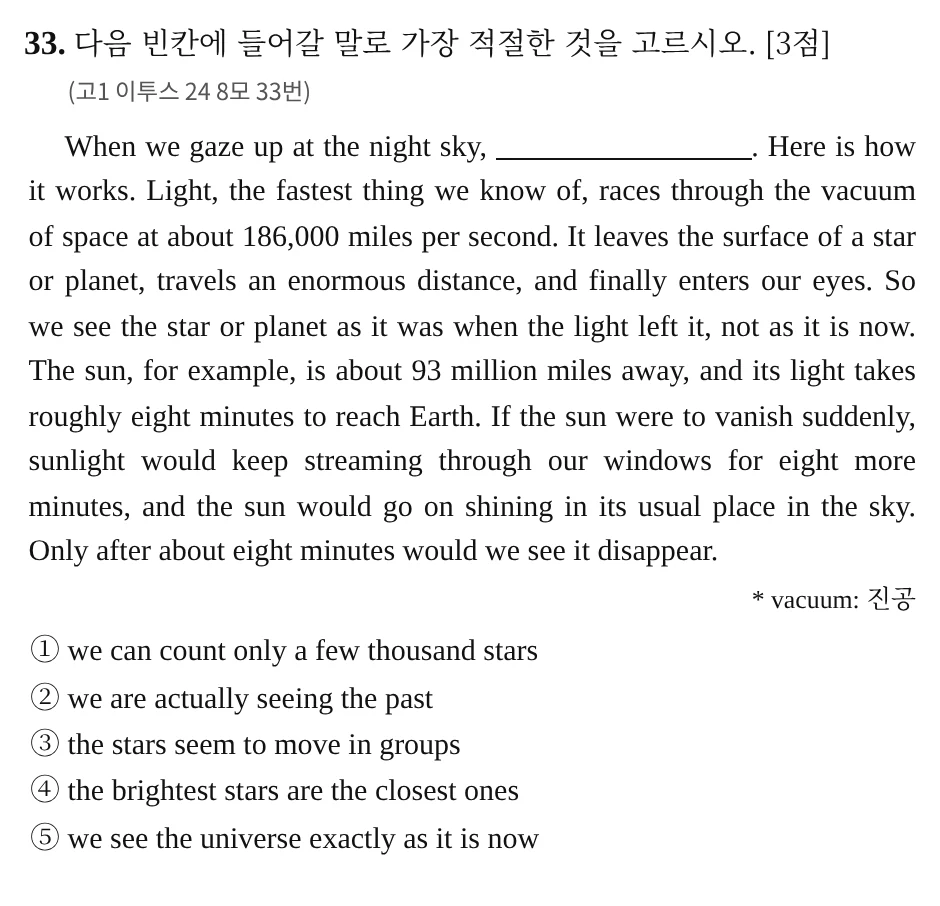 33. 다음 빈칸에 들어갈 말로 가장 적절한 것을 고르시오. [3점]
(고1 이투스 24 8모 33번)
When we gaze up at the night sky, ________________. Here is how
it works. Light, the fastest thing we know of, races through the vacuum
of space at about 186,000 miles per second. It leaves the surface of a star
or planet, travels an enormous distance, and finally enters our eyes. So
we see the star or planet as it was when the light left it, not as it is now.
The sun, for example, is about 93 million miles away, and its light takes
roughly eight minutes to reach Earth. If the sun were to vanish suddenly,
sunlight would keep streaming through our windows for eight more
minutes, and the sun would go on shining in its usual place in the sky.
Only after about eight minutes would we see it disappear.
* vacuum: 진공
① we can count only a few thousand stars
② we are actually seeing the past
③ the stars seem to move in groups
④ the brightest stars are the closest ones
⑤ we see the universe exactly as it is now